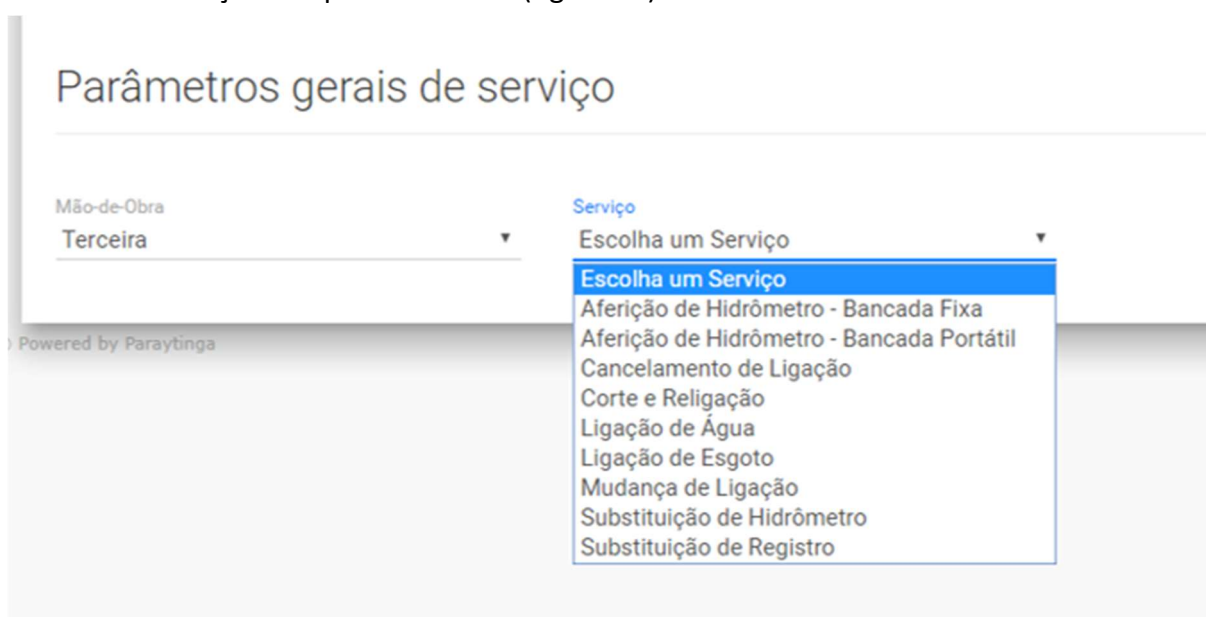 Parâmetros gerais de serviço
Mão-de-Obra
Serviço
Terceira
Escolha um Serviço
Escolha um Serviço
Aferição de Hidrômetro - Bancada Fixa
Aferição de Hidrômetro - Bancada Portátil
Cancelamento de Ligação
Corte e Religação
Ligação de Água
Ligação de Esgoto
Mudança de Ligação
Substituição de Hidrômetro
Substituição de Registro
Powered by Paraytinga